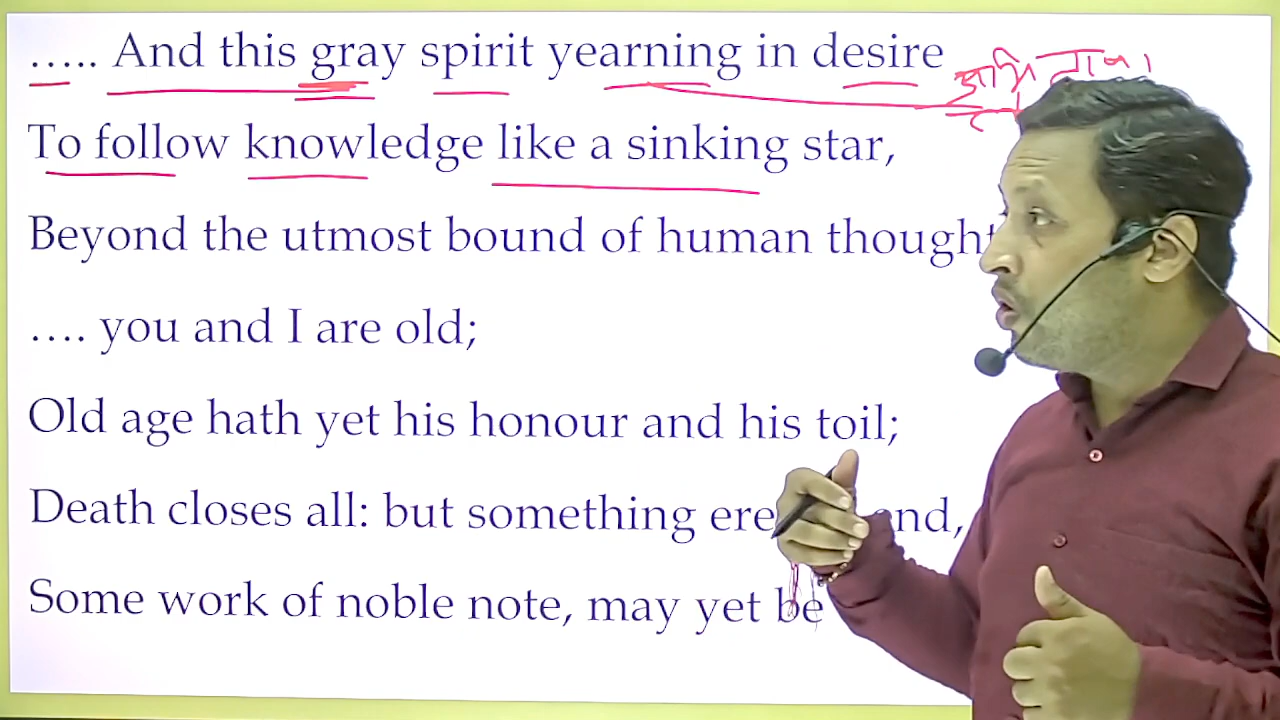 ..... And this gray spirit yearning in desire
To follow knowledge like a sinking star,
Beyond the utmost bound of human thought
.... you and I are old;
Old age hath yet his honour and his toil;
Death closes all: but something ere end,
Some work of noble note, may yet be